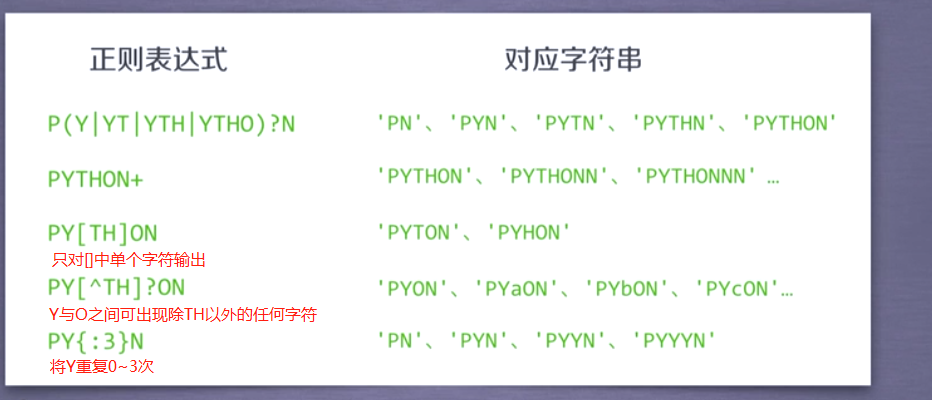 正则表达式 对应字符串
P(Y|YT|YTH|YTHO)?N 'PN'、'PYN'、'PYTN'、'PYTHN'、'PYTHON'
PYTHON+ 'PYTHON'、'PYTHONN'、'PYTHONNN' …
PY[TH]ON 'PYTON'、'PYHON'
只对[]中单个字符输出
PY[^TH]?ON 'PYON'、'PYaON'、'PYbON'、'PYcON'…
Y与O之间可出现除TH以外的任何字符
PY{:3}N 'PN'、'PYN'、'PYYN'、'PYYYN'
将Y重复0~3次